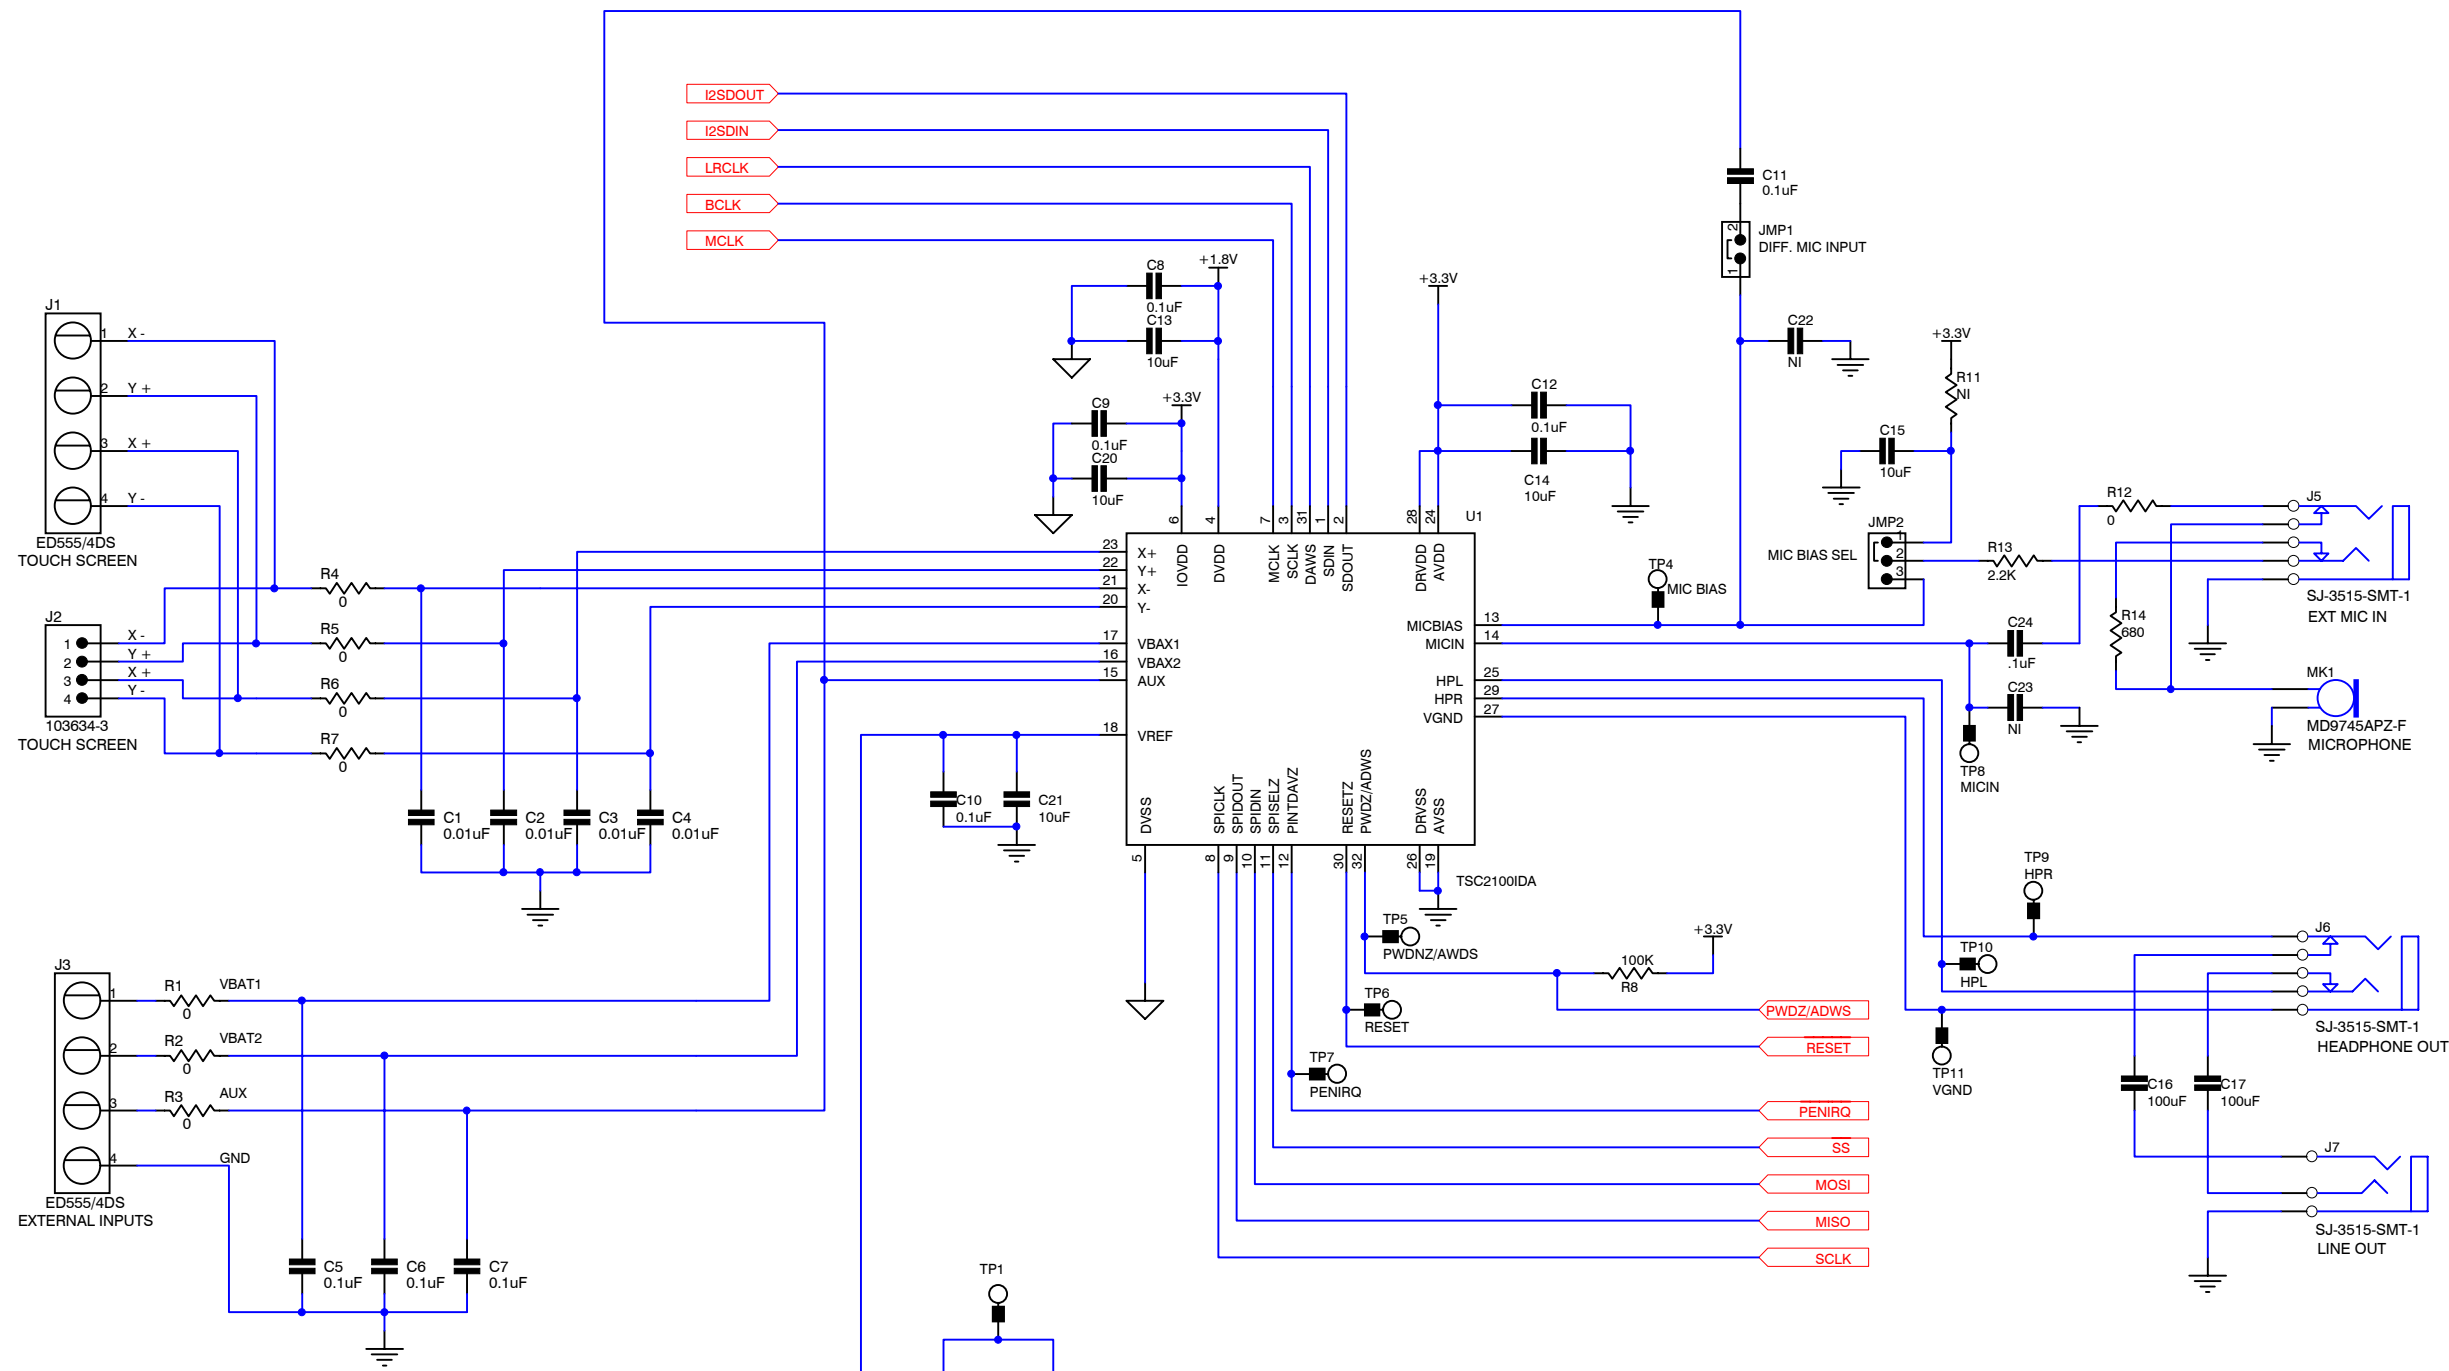 I2SDOUT
I2SDIN
LRCLK
BCLK
MCLK
C11
0.1uF
2
1
JMP1
DIFF. MIC INPUT
C8
0.1uF
+1.8V
C13
10uF
+3.3V
C9
0.1uF
+3.3V
C20
10uF
C12
0.1uF
C14
10uF
C22
NI
+3.3V
R11
NI
C15
10uF
JMP2
MIC BIAS SEL
1
2
3
R13
2.2K
R12
0
J5
SJ-3515-SMT-1
EXT MIC IN
R14
680
C24
.1uF
C23
NI
TP8
MICIN
MK1
MD9745APZ-F
MICROPHONE
TP4
MIC BIAS
J1
1 X -
2 Y +
3 X +
4 Y -
ED555/4DS
TOUCH SCREEN
J2
1 X -
2 Y +
3 X +
4 Y -
103634-3
TOUCH SCREEN
R4
0
R5
0
R6
0
R7
0
C1
0.01uF
C2
0.01uF
C3
0.01uF
C4
0.01uF
J3
1
2
3
4
R1
0
VBAT1
R2
0
VBAT2
R3
0
AUX
GND
ED555/4DS
EXTERNAL INPUTS
C5
0.1uF
C6
0.1uF
C7
0.1uF
C10
0.1uF
C21
10uF
U1
TSC2100IDA
6 IOVDD
4 DVDD
7 MCLK
3 SCLK
31 DAWS
1 SDIN
2 SDOUT
28 DRVDD
24 AVDD
23 X+
22 Y+
21 X-
20 Y-
17 VBAX1
16 VBAX2
15 AUX
18 VREF
MICBIAS 13
MICIN 14
HPL 25
HPR 29
VGND 27
DVSS 5
SPICLK 8
SPIDOUT 9
SPIDIN 10
SPISELZ 11
PINTDAVZ 12
RESETZ 30
PWDZ/ADWS 32
DRVSS 26
AVSS 19
TP5
PWDNZ/AWDS
TP6
RESET
TP7
PENIRQ
100K
R8
+3.3V
PWDZ/ADWS
RESET
PENIRQ
SS
MOSI
MISO
SCLK
TP9
HPR
TP10
HPL
TP11
VGND
J6
SJ-3515-SMT-1
HEADPHONE OUT
C16
100uF
C17
100uF
J7
SJ-3515-SMT-1
LINE OUT
TP1